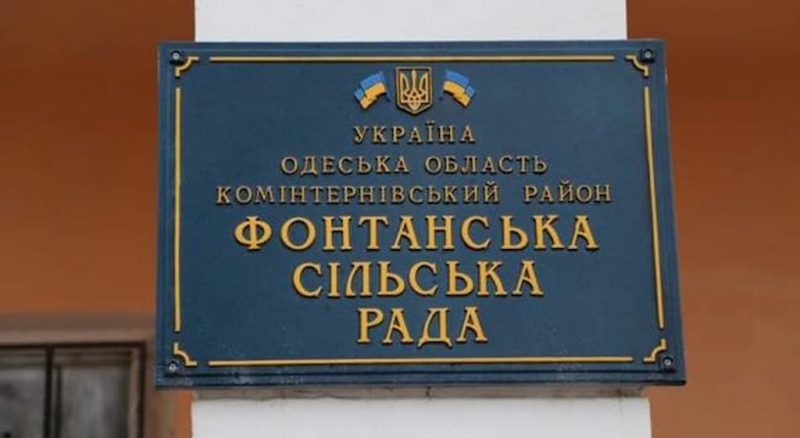 УКРАЇНА
ОДЕСЬКА ОБЛАСТЬ
КОМІНТЕРНІВСЬКИЙ РАЙОН
ФОНТАНСЬКА
СІЛЬСЬКА
РАДА